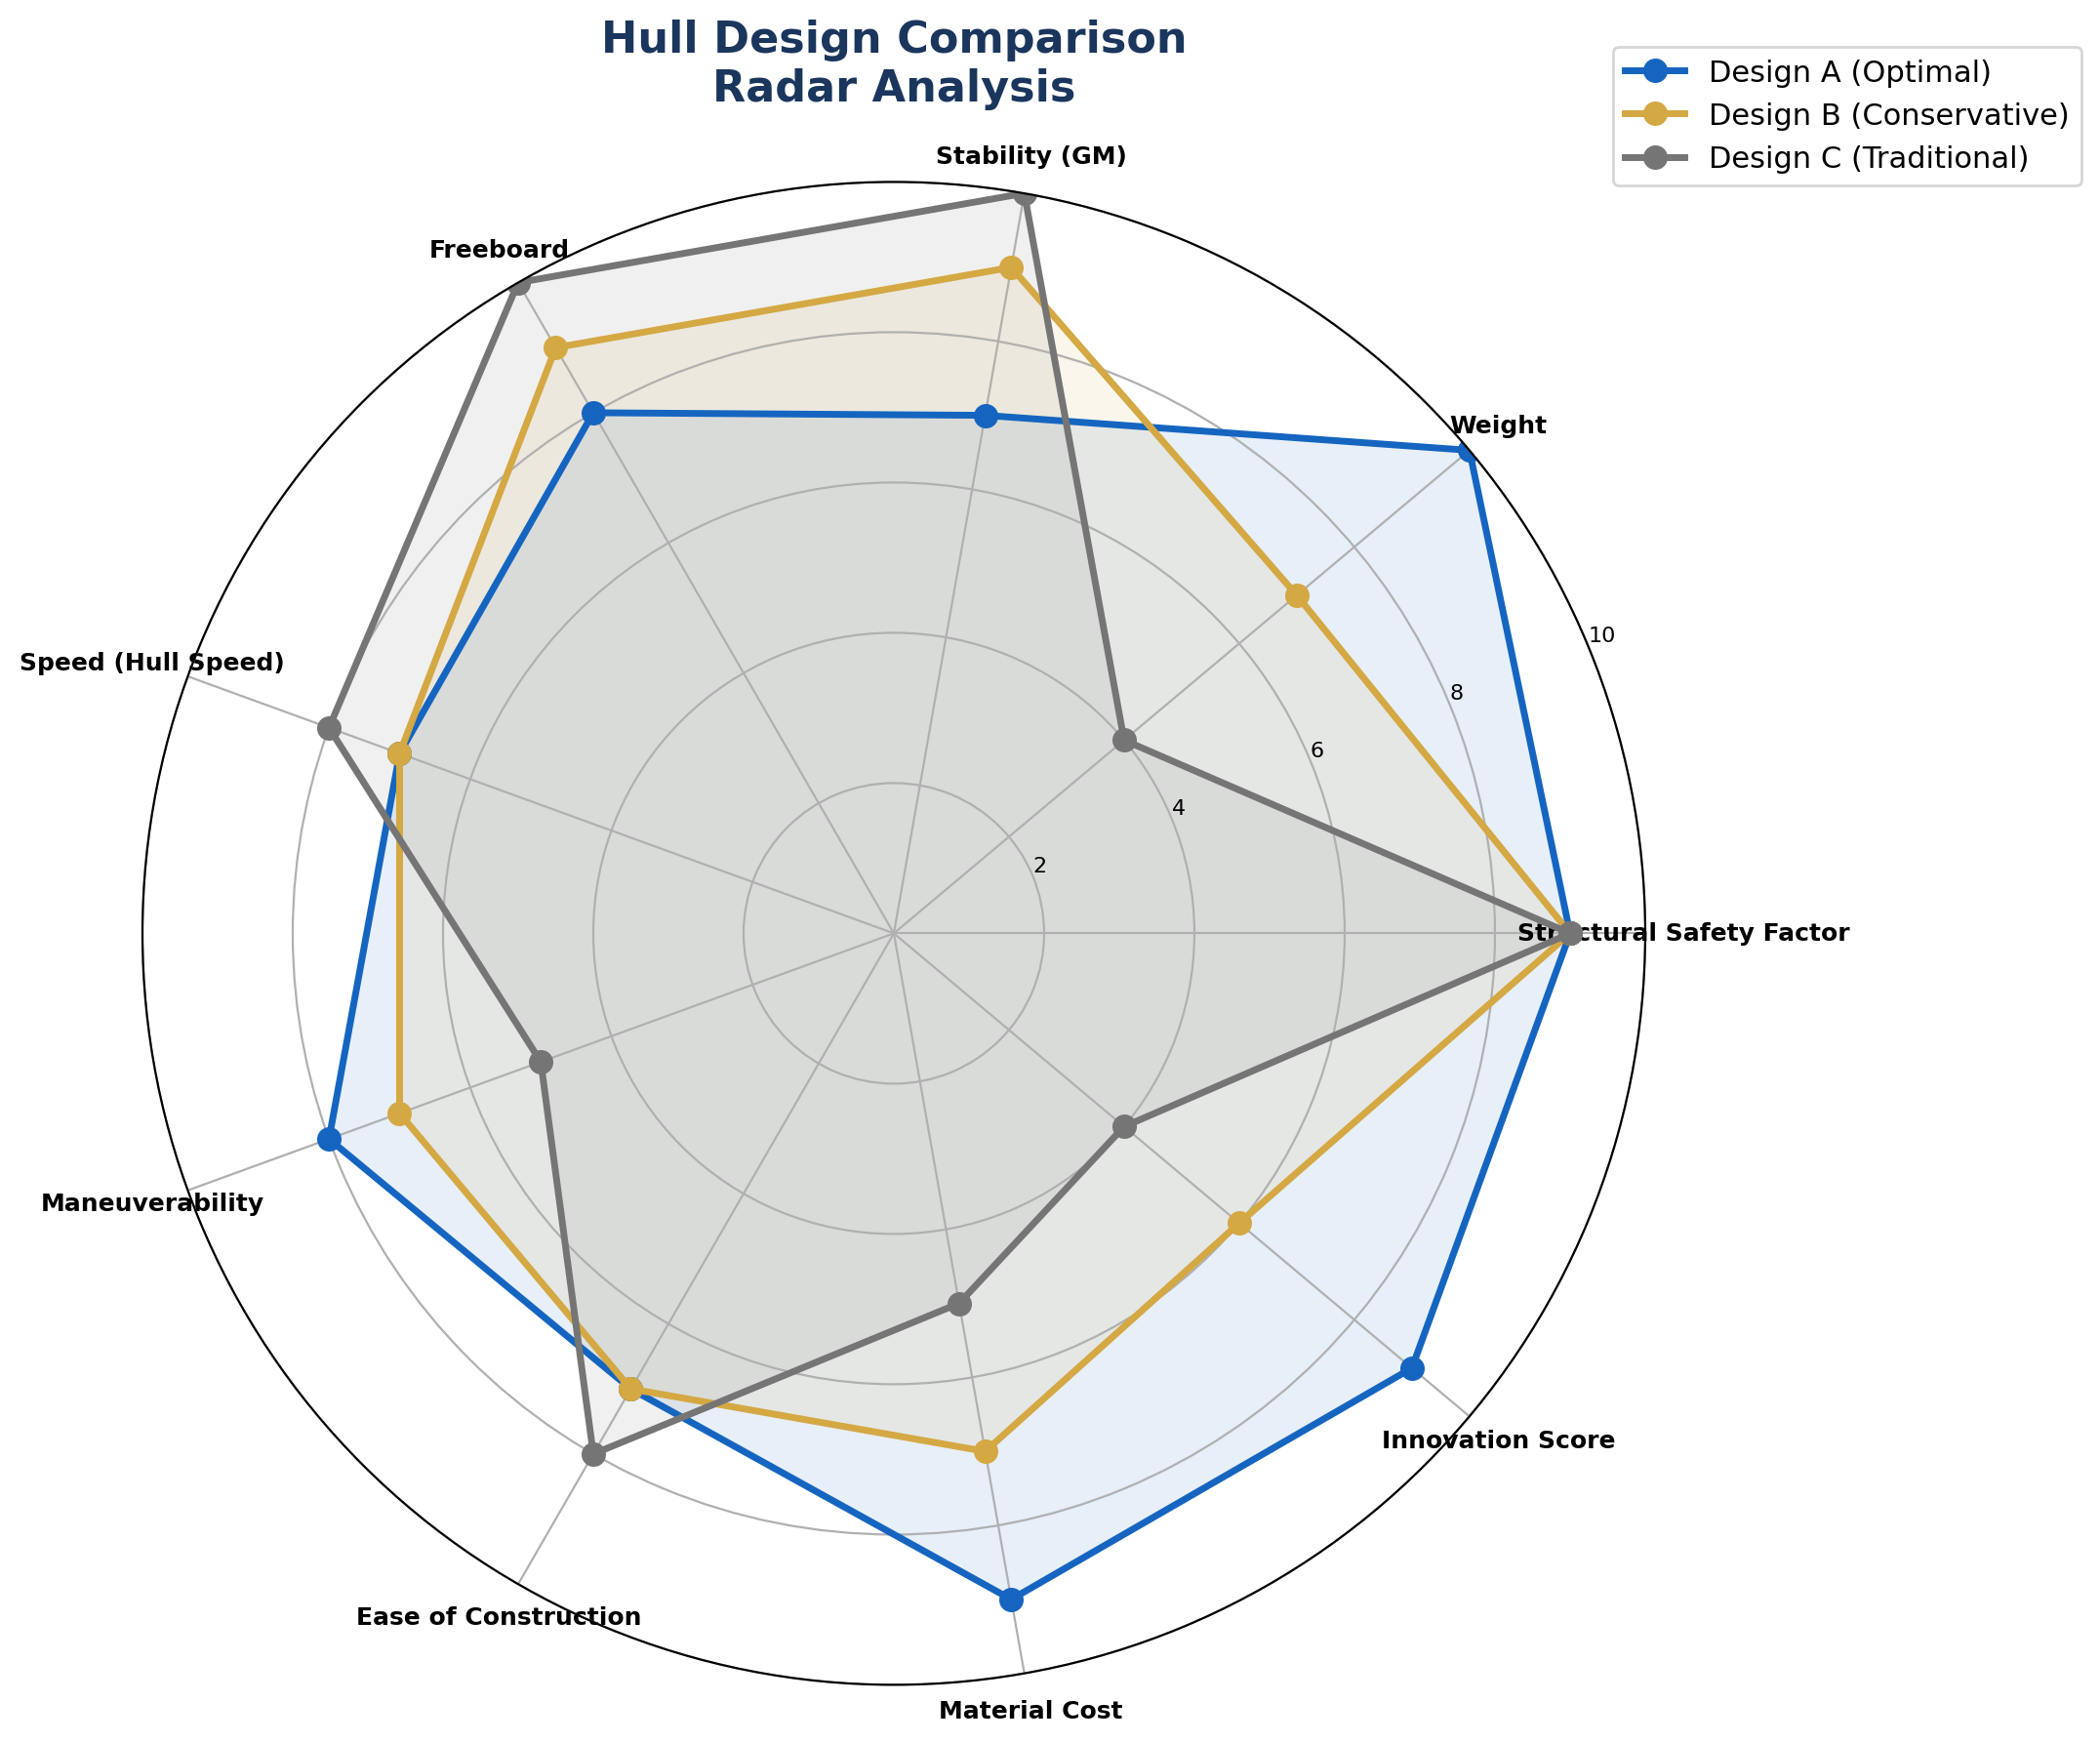 Hull Design Comparison
Radar Analysis
Design A (Optimal)
Design B (Conservative)
Design C (Traditional)
Stability (GM)
Freeboard
Weight
10
Speed (Hull Speed)
8
6
4
2
Structural Safety Factor
Maneuverability
Innovation Score
Ease of Construction
Material Cost